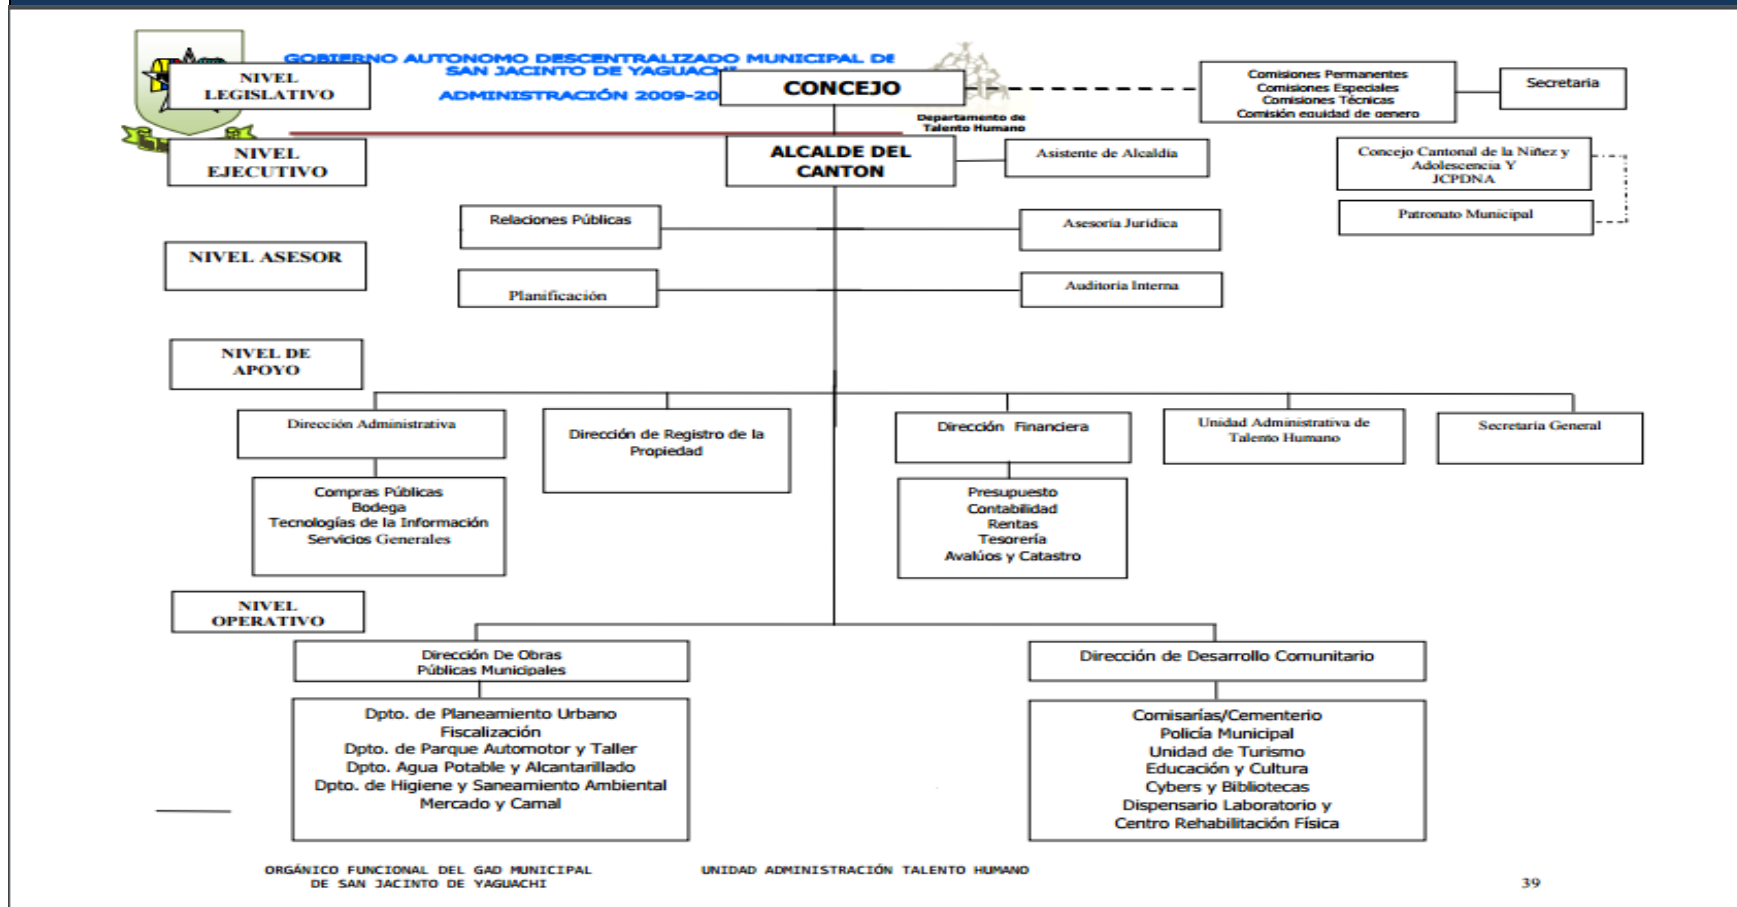 GOBIERNO AUTONOMO DESCENTRALIZADO MUNICIPAL DE
SAN JACINTO DE YAGUACHI
ADMINISTRACIÓN 2009-20
NIVEL
LEGISLATIVO
CONCEJO
Comisiones Permanentes
Comisiones Especiales
Comisiones Técnicas
Comisión equidad de genero
Secretaria
Departamento de
Talento Humano
NIVEL
EJECUTIVO
ALCALDE DEL
CANTON
Asistente de Alcaldía
Concejo Cantonal de la Niñez y
Adolescencia Y
JCPDNA
Patronato Municipal
Relaciones Públicas
Asesoría Jurídica
NIVEL ASESOR
Planificación
Auditoría Interna
NIVEL DE
APOYO
Dirección Administrativa
Dirección de Registro de la
Propiedad
Dirección Financiera
Unidad Administrativa de
Talento Humano
Secretaría General
Compras Públicas
Bodega
Tecnologías de la Información
Servicios Generales
Presupuesto
Contabilidad
Rentas
Tesorería
Avalúos y Catastro
NIVEL
OPERATIVO
Dirección De Obras
Públicas Municipales
Dirección de Desarrollo Comunitario
Dpto. de Planeamiento Urbano
Fiscalización
Dpto. de Parque Automotor y Taller
Dpto. Agua Potable y Alcantarillado
Dpto. de Higiene y Saneamiento Ambiental
Mercado y Camal
Comisarías/Cementerio
Policía Municipal
Unidad de Turismo
Educación y Cultura
Cybers y Bibliotecas
Dispensario Laboratorio y
Centro Rehabilitación Física
ORGÁNICO FUNCIONAL DEL GAD MUNICIPAL
DE SAN JACINTO DE YAGUACHI
UNIDAD ADMINISTRACIÓN TALENTO HUMANO
39